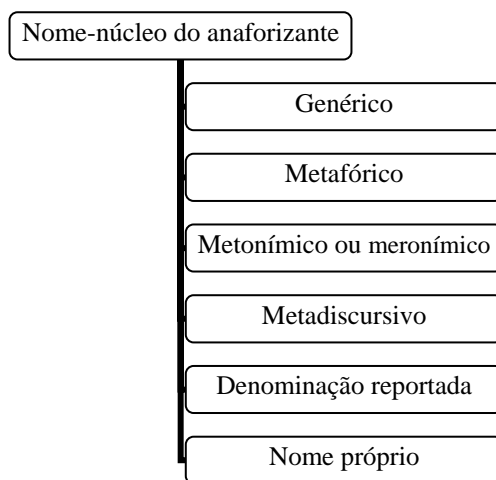 Nome-núcleo do anaforizante
Genérico
Metafórico
Metonímico ou meronímico
Metadiscursivo
Denominação reportada
Nome próprio